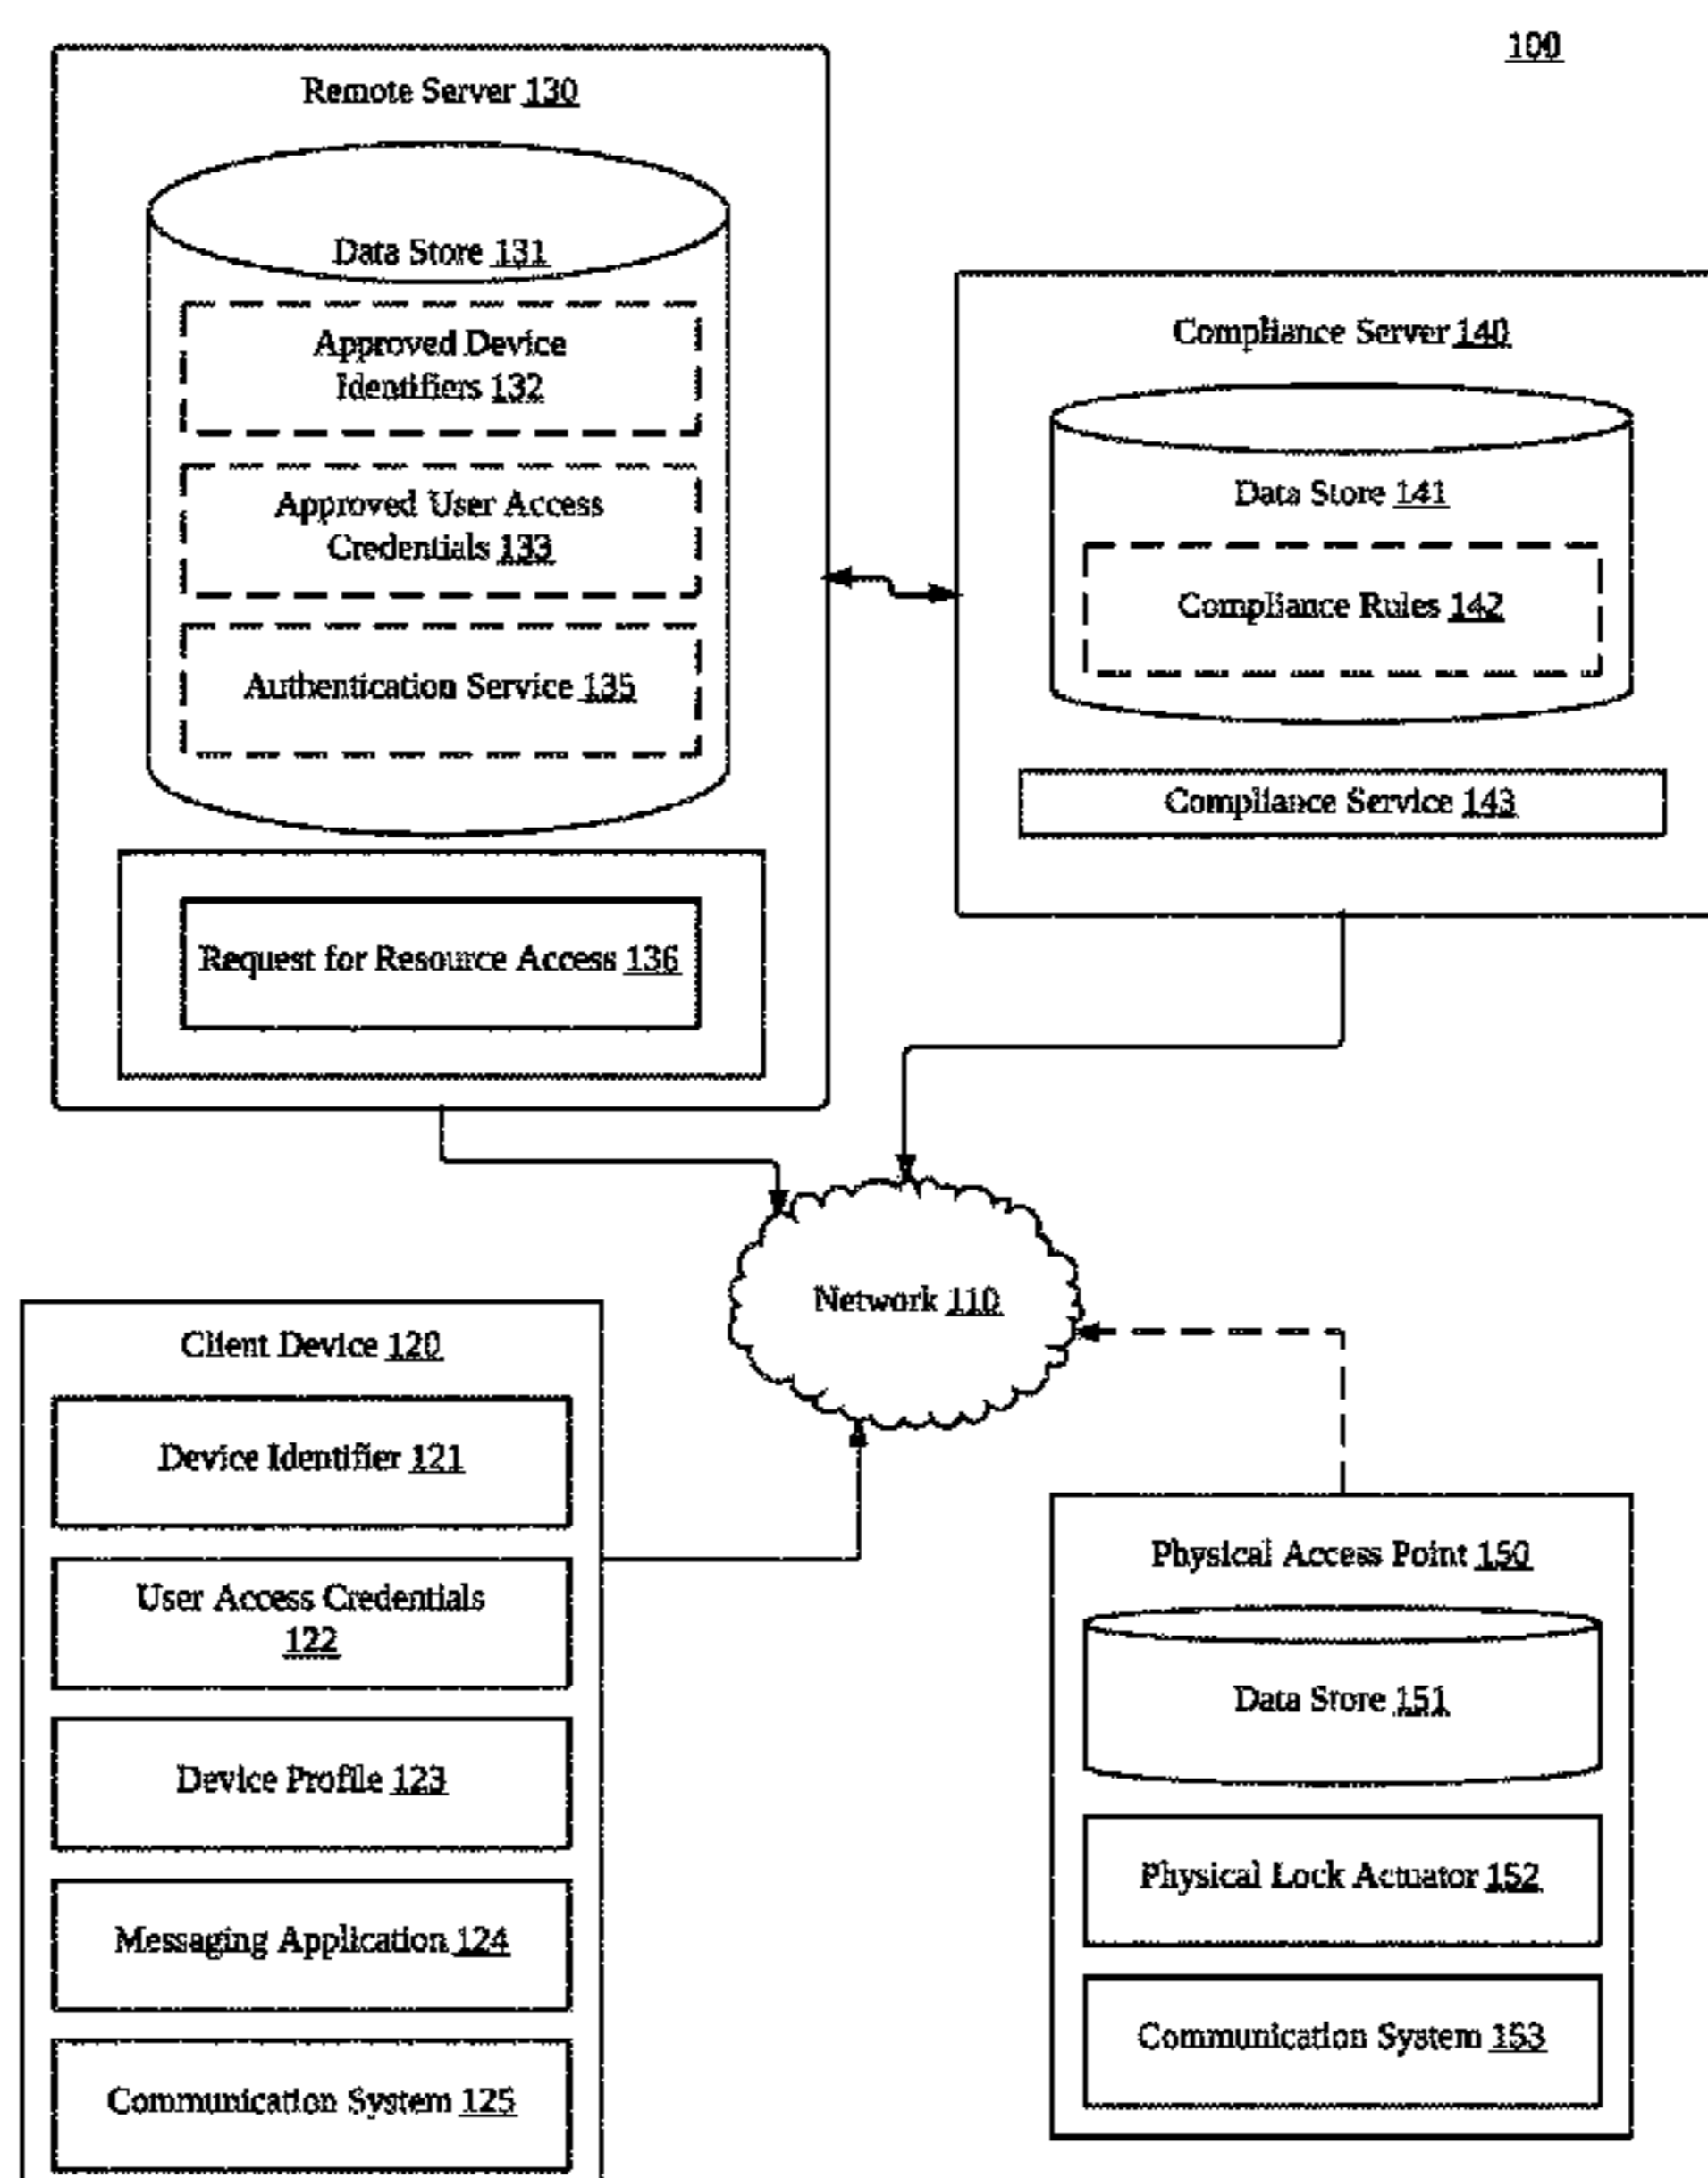 100
Remote Server 130
Data Store 131
Approved Device
Identifiers 132
Approved User Access
Credentials 133
Authentication Service 135
Request for Resource Access 136
Compliance Server 140
Data Store 141
Compliance Rules 142
Compliance Service 143
Network 110
Client Device 120
Device Identifier 121
User Access Credentials
122
Device Profile 123
Messaging Application 124
Communication System 125
Physical Access Point 150
Data Store 151
Physical Lock Actuator 152
Communication System 153